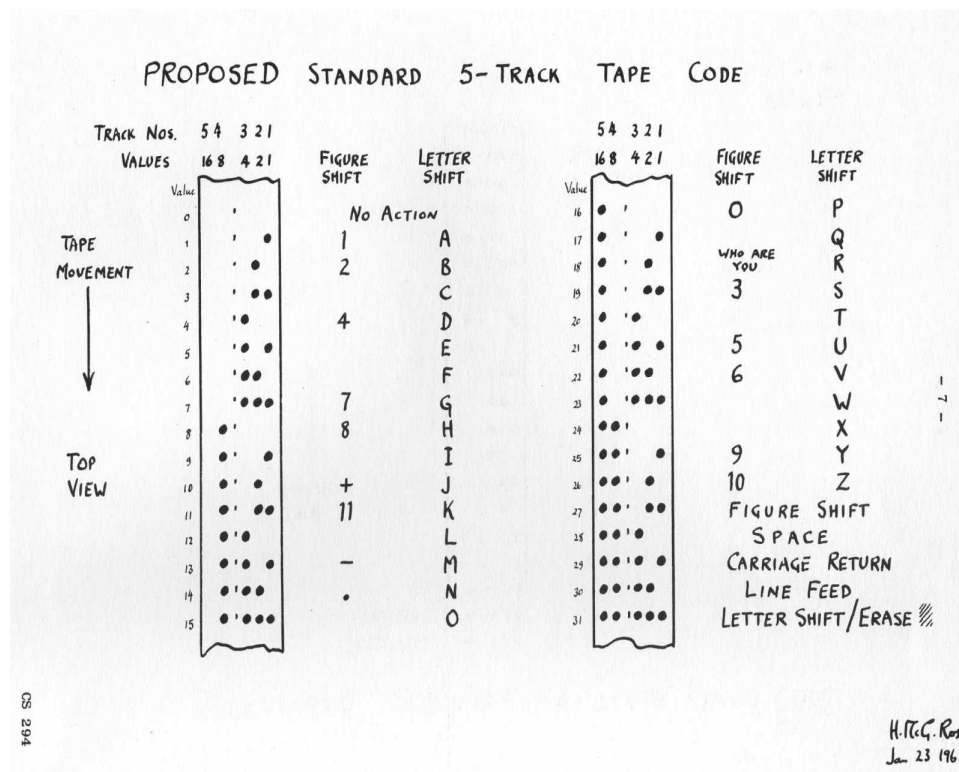 PROPOSED STANDARD 5-TRACK TAPE CODE
TRACK NOS. 5 4 3 2 1
VALUES 16 8 4 2 1 FIGURE SHIFT LETTER SHIFT
Value
0 NO ACTION
1 1 A
2 2 B
3 C
4 4 D
5 E
6 F
7 7 G
8 8 H
9 I
10 + J
11 11 K
12 L
13 - M
14 . N
15 O
TAPE
MOVEMENT
TOP
VIEW
5 4 3 2 1
16 8 4 2 1 FIGURE SHIFT LETTER SHIFT
Value
16 0 P
17 Q
18 WHO ARE YOU R
19 3 S
20 T
21 5 U
22 6 V
23 W
24 X
25 9 Y
26 10 Z
27 FIGURE SHIFT
28 SPACE
29 CARRIAGE RETURN
30 LINE FEED
31 LETTER SHIFT/ERASE
- 7 -
CS 294
H. McG. Ros
Jan 23 196